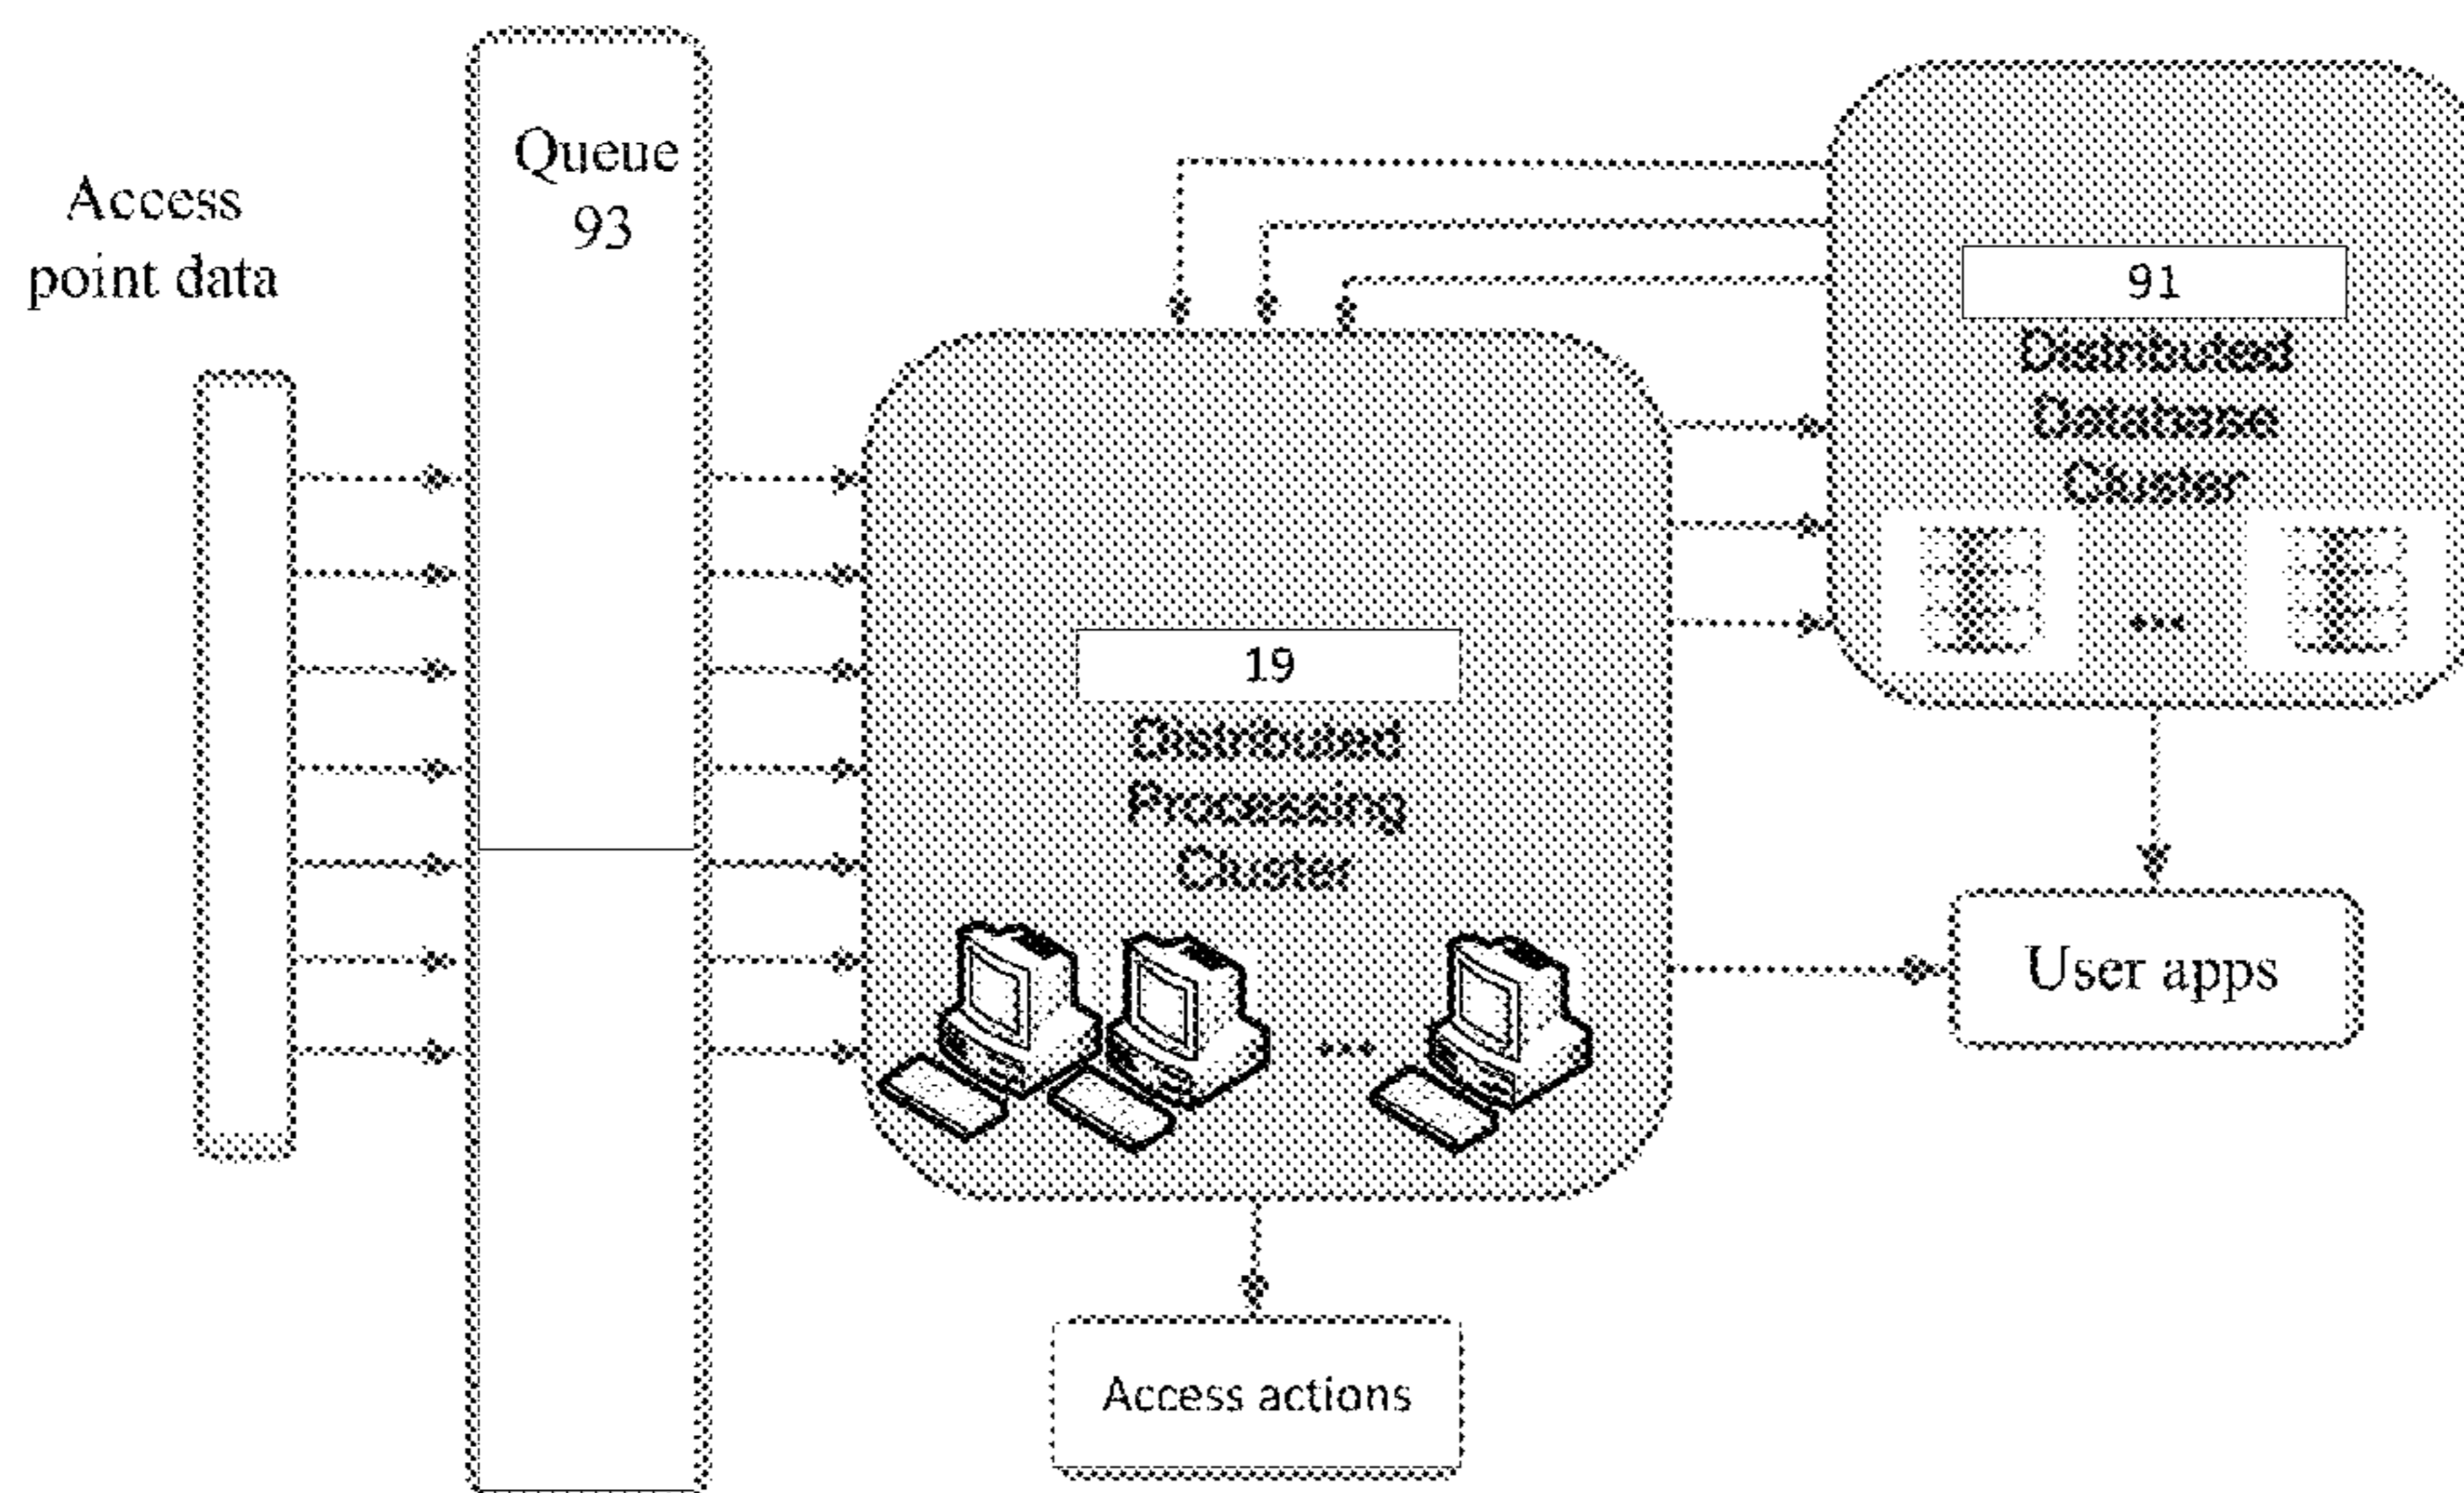 Access
point data
Queue
93
19
Distributed
Processing
Cluster
91
Distributed
Database
Cluster
User apps
Access actions